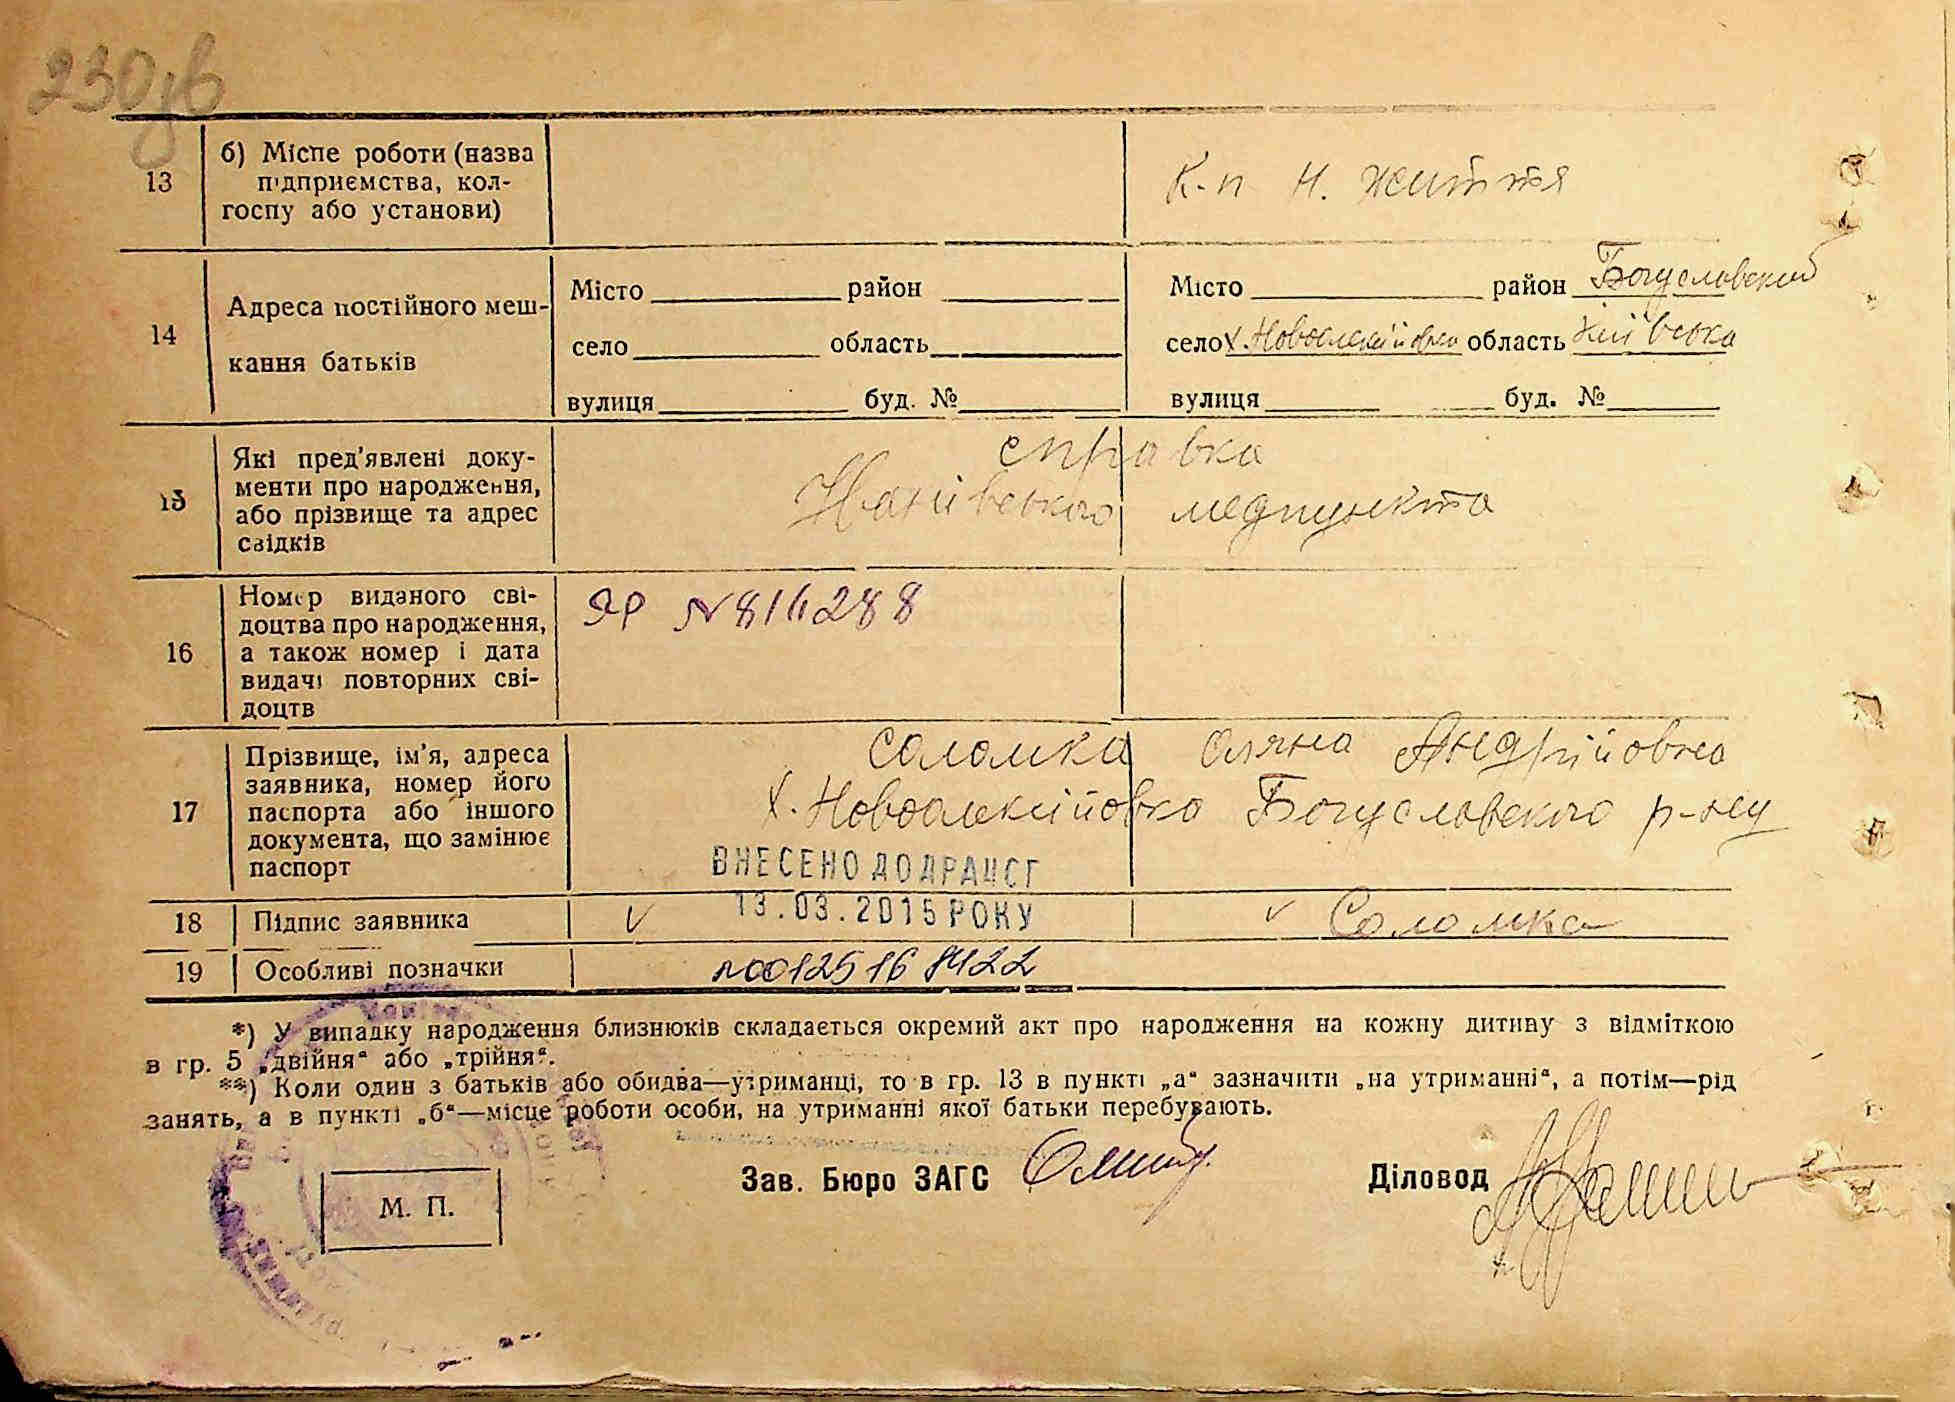 230зв
13
б) Місце роботи (назва
підприємства, кол-
госпу або установи)
к-п Н. життя
14
Адреса постійного меш-
кання батьків
Місто район
село область
вулиця буд. №
Місто район Богуславский
село х. Новоолексійовка область Київська
вулиця буд. №
15
Які пред'явлені доку-
менти про народження,
або прізвище та адрес
свідків
справка
медпункта
16
Номер виданого сві-
доцтва про народження,
а також номер і дата
видачі повторних сві-
доцтв
ЯР №814288
17
Прізвище, ім'я, адреса
заявника, номер його
паспорта або іншого
документа, що замінює
паспорт
Соломка Оляна Андрійовна
х. Новоолексійовка Богуславского р-ну
ВНЕСЕНО ДО ДРАЦСГ
13.03.2015 РОКУ
18 Підпис заявника
Соломка
19 Особливі позначки
№00125168422
*) У випадку народження близнюків складається окремий акт про народження на кожну дитину з відміткою
в гр. 5 „двійня“ або „трійня“.
**) Коли один з батьків або обидва—утриманці, то в гр. 13 в пункті „а“ зазначити „на утриманні“, а потім—рід
занять, а в пункті „б“—місце роботи особи, на утриманні якої батьки перебувають.
Зав. Бюро ЗАГС
Діловод
М. П.